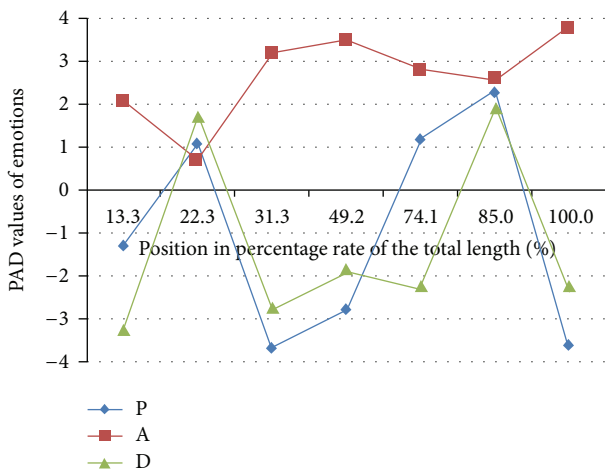 4
3
2
1
0
−1
−2
−3
−4
PAD values of emotions
13.3 22.3 31.3 49.2 74.1 85.0 100.0
Position in percentage rate of the total length (%)
P
A
D